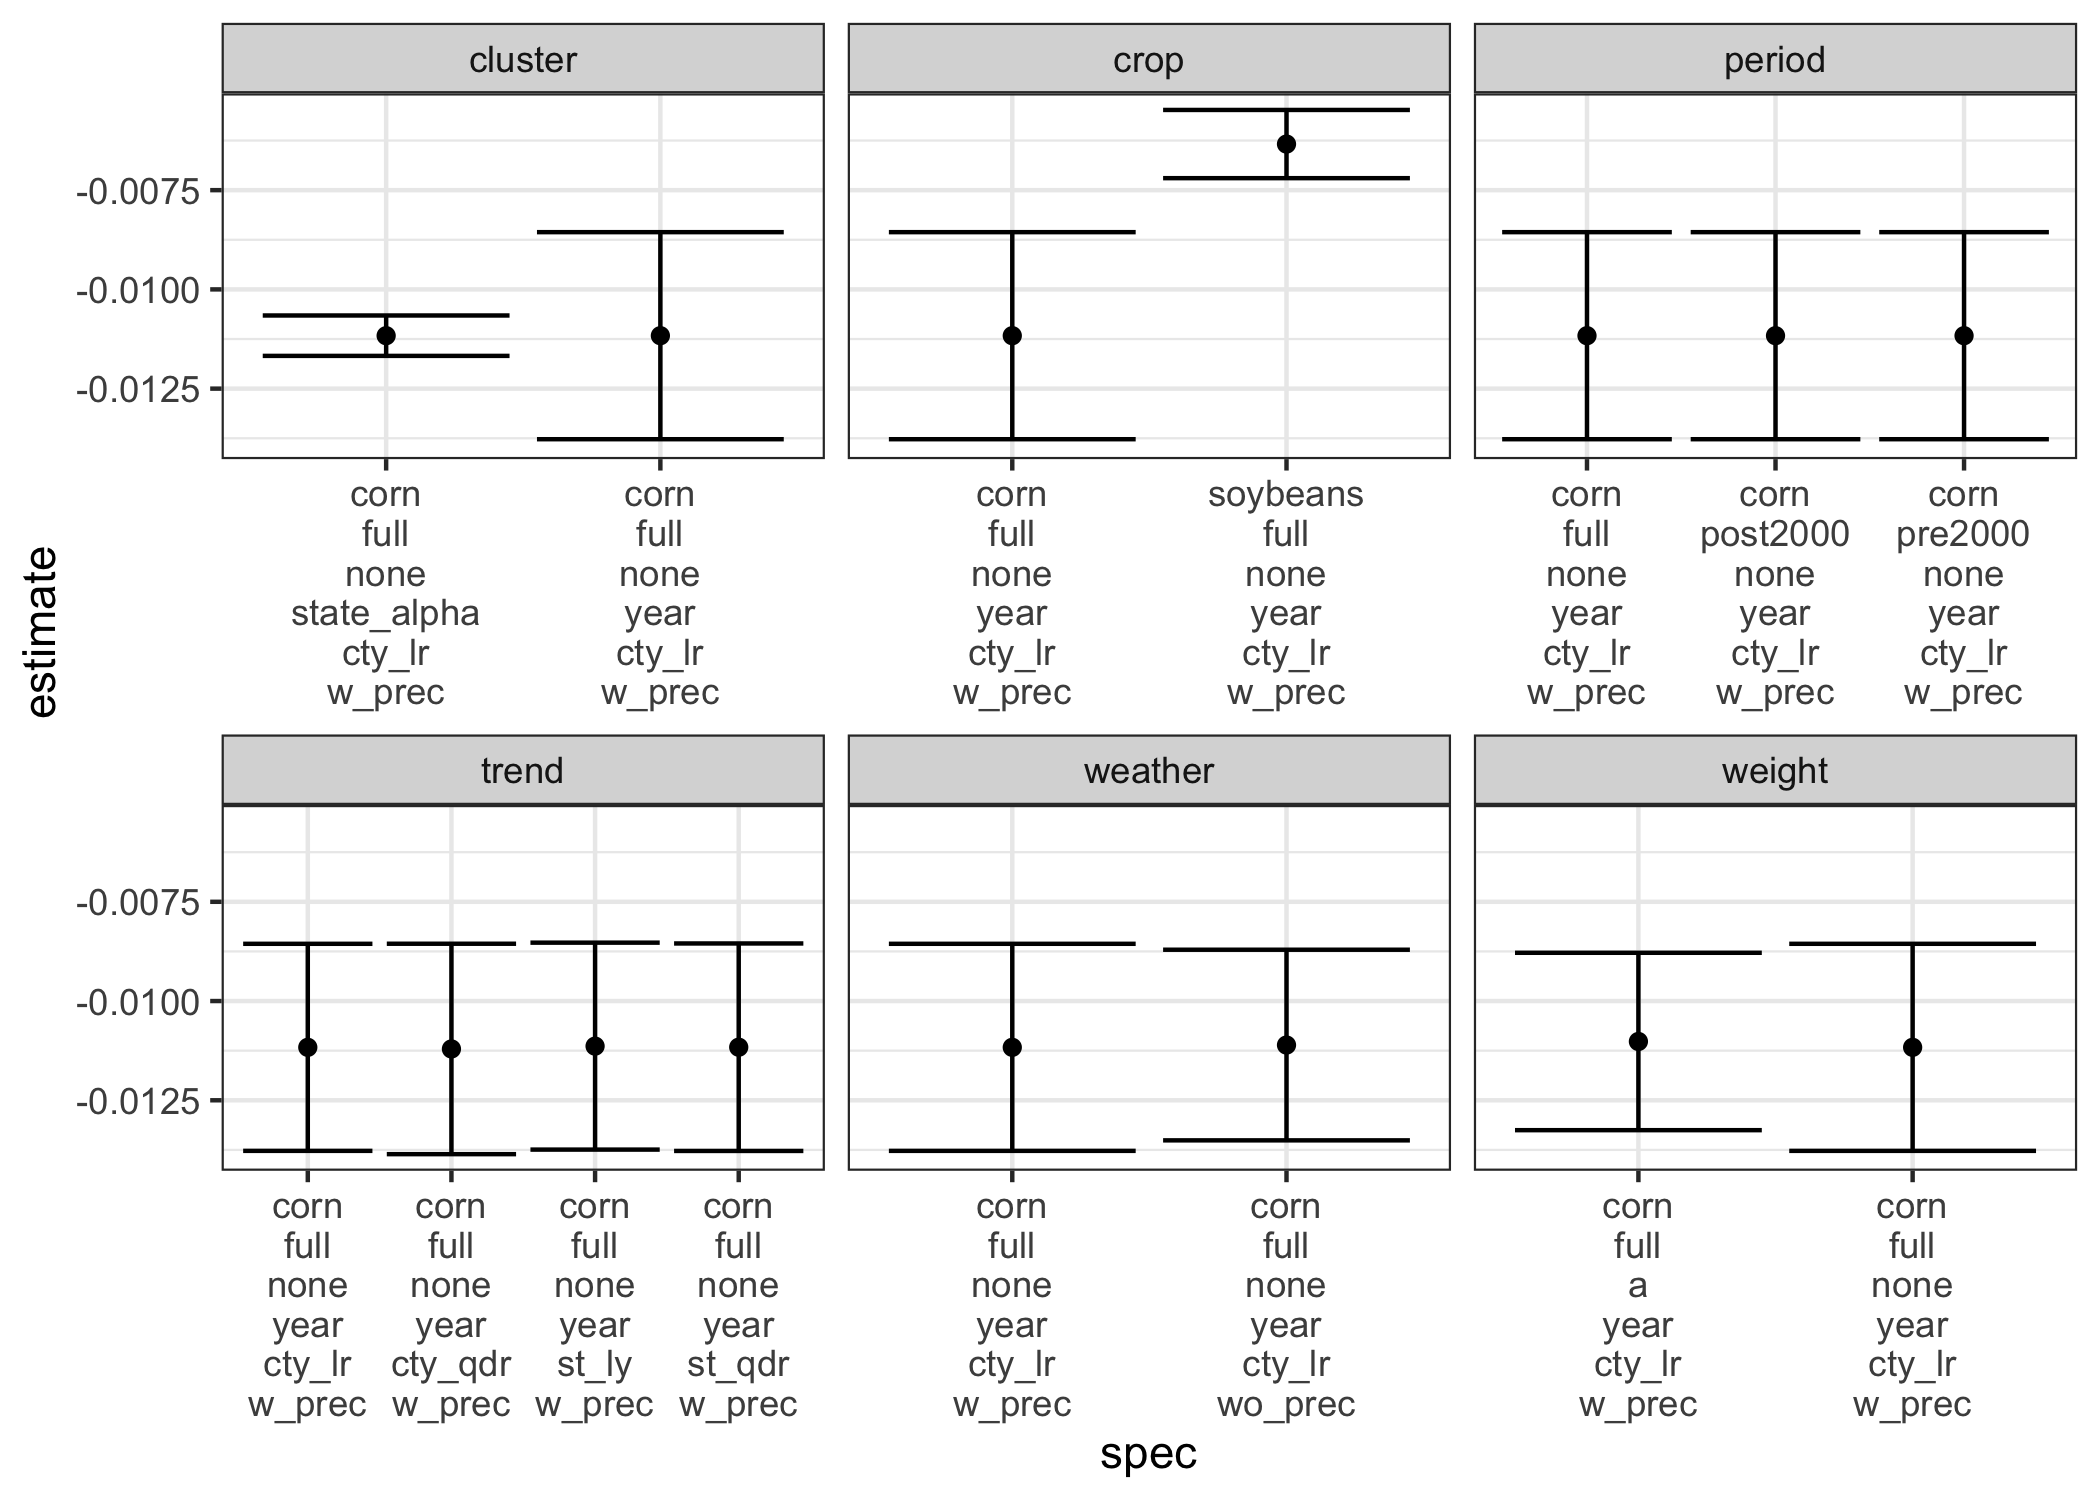 cluster
crop
period
-0.0075
-0.0100
-0.0125
corn
full
none
state_alpha
cty_lr
w_prec
corn
full
none
year
cty_lr
w_prec
corn
full
none
year
cty_lr
w_prec
soybeans
full
none
year
cty_lr
w_prec
corn
full
none
year
cty_lr
w_prec
corn
post2000
none
year
cty_lr
w_prec
corn
pre2000
none
year
cty_lr
w_prec
estimate
trend
weather
weight
-0.0075
-0.0100
-0.0125
corn
full
none
year
cty_lr
w_prec
corn
full
none
year
cty_qdr
w_prec
corn
full
none
year
st_ly
w_prec
corn
full
none
year
st_qdr
w_prec
corn
full
none
year
cty_lr
w_prec
corn
full
none
year
cty_lr
wo_prec
corn
full
a
year
cty_lr
w_prec
corn
full
none
year
cty_lr
w_prec
spec